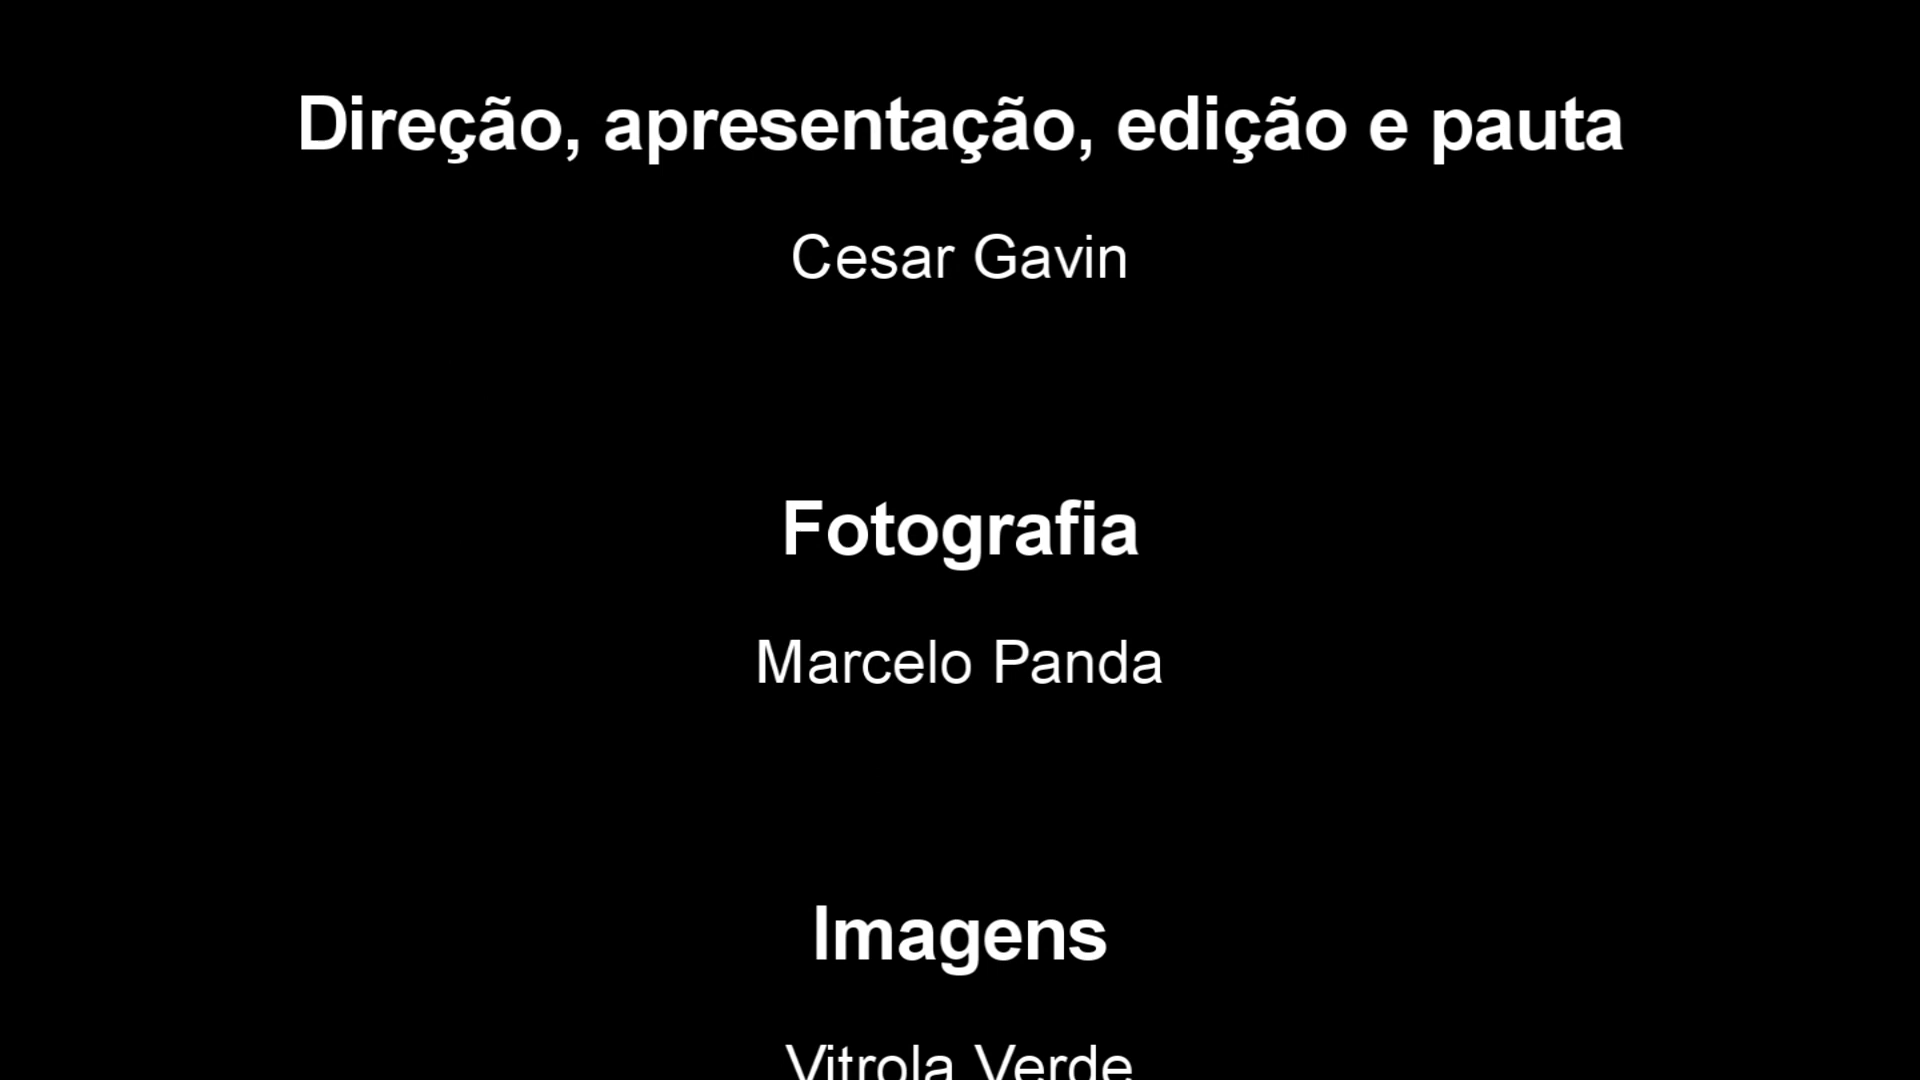 Direção, apresentação, edição e pauta
Cesar Gavin
Fotografia
Marcelo Panda
Imagens
Vitrola Verde